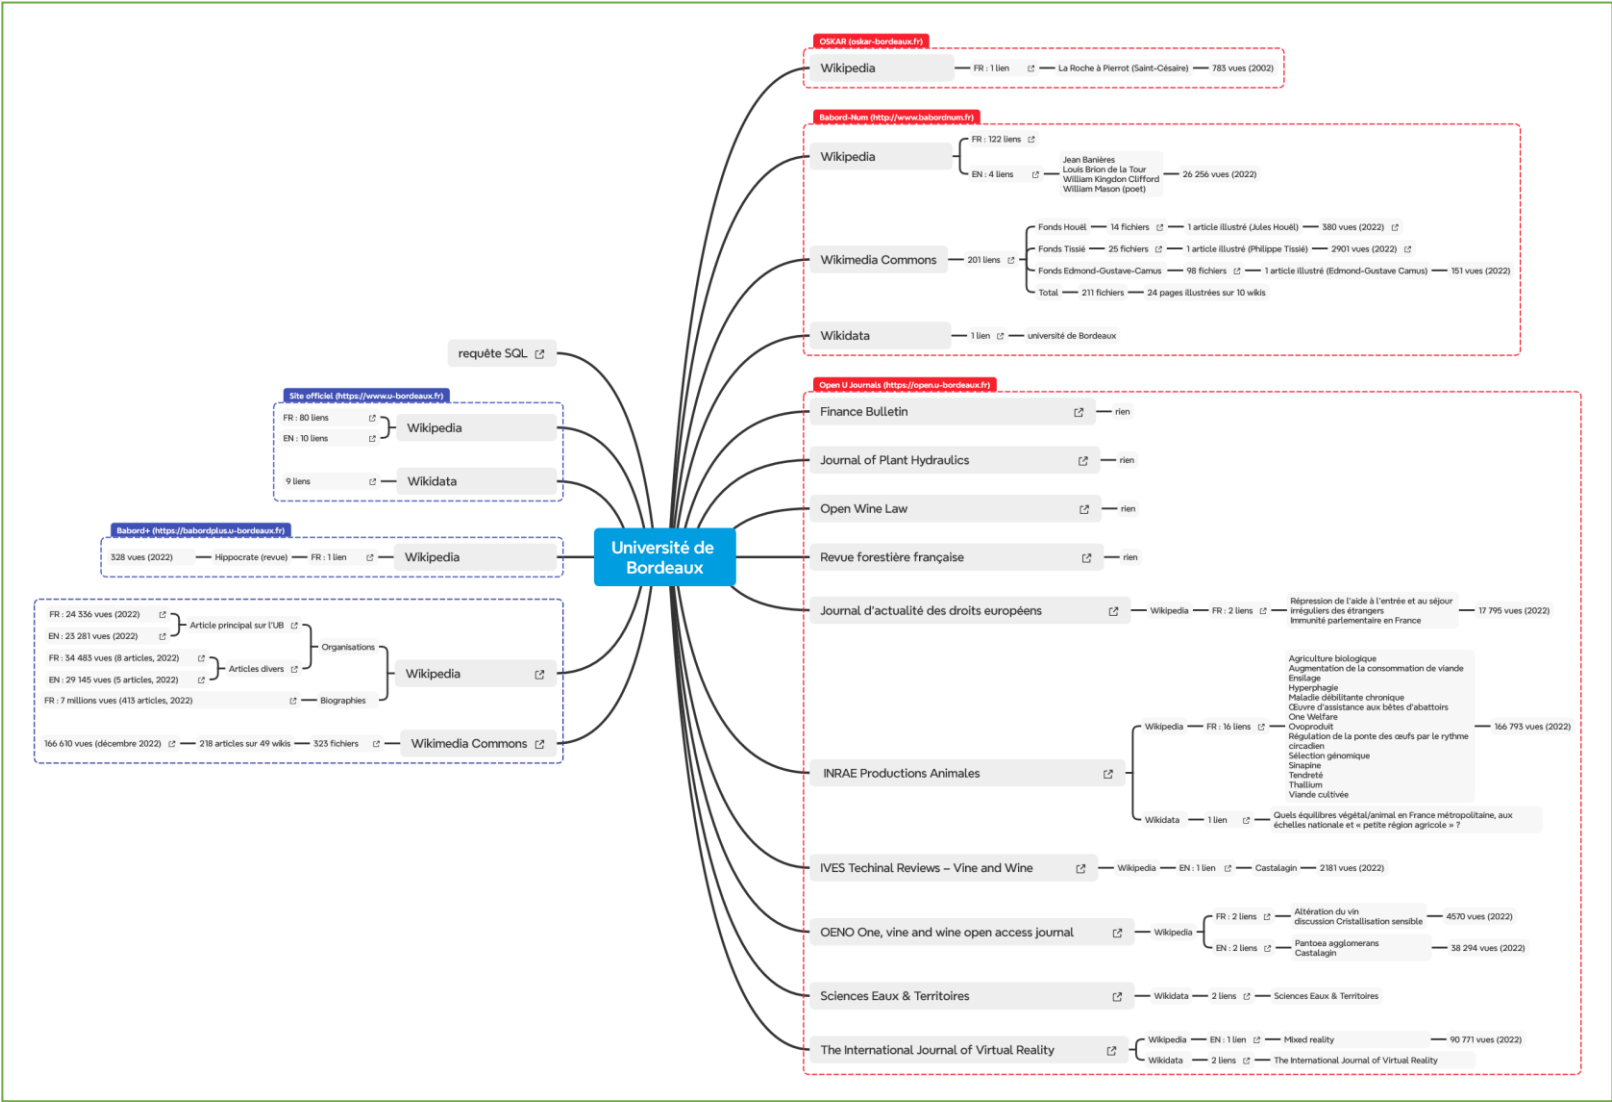 OSKAR (oskar-bordeaux.fr)
Wikipedia
FR : 1 lien
La Roche à Pierrot (Saint-Césaire)
783 vues (2002)
Babord-Num (http://www.babordnum.fr)
Wikipedia
FR : 122 liens
EN : 4 liens
Jean Banières
Louis Brion de la Tour
William Kingdon Clifford
William Mason (poet)
26 256 vues (2022)
Wikimedia Commons
201 liens
Fonds Houël
14 fichiers
1 article illustré (Jules Houël)
380 vues (2022)
Fonds Tissié
25 fichiers
1 article illustré (Philippe Tissié)
2901 vues (2022)
Fonds Edmond-Gustave-Camus
98 fichiers
1 article illustré (Edmond-Gustave Camus)
151 vues (2022)
Total
211 fichiers
24 pages illustrées sur 10 wikis
Wikidata
1 lien
université de Bordeaux
Open U Journals (https://open.u-bordeaux.fr)
Finance Bulletin
rien
Journal of Plant Hydraulics
rien
Open Wine Law
rien
Revue forestière française
rien
Journal d'actualité des droits européens
Wikipedia
FR : 2 liens
Répression de l'aide à l'entrée et au séjour
irréguliers des étrangers
Immunité parlementaire en France
17 795 vues (2022)
INRAE Productions Animales
Wikipedia
FR : 16 liens
Agriculture biologique
Augmentation de la consommation de viande
Ensilage
Hyperphagie
Maladie débilitante chronique
Œuvre d'assistance aux bêtes d'abattoirs
One Welfare
Ovoproduit
Régulation de la ponte des œufs par le rythme
circadien
Sélection génomique
Sinapine
Tendreté
Thallium
Viande cultivée
166 793 vues (2022)
Wikidata
1 lien
Quels équilibres végétal/animal en France métropolitaine, aux
échelles nationale et « petite région agricole » ?
IVES Techinal Reviews – Vine and Wine
Wikipedia
EN : 1 lien
Castalagin
2181 vues (2022)
OENO One, vine and wine open access journal
Wikipedia
FR : 2 liens
Altération du vin
discussion Cristallisation sensible
4570 vues (2022)
EN : 2 liens
Pantoea agglomerans
Castalagin
38 294 vues (2022)
Sciences Eaux & Territoires
Wikidata
2 liens
Sciences Eaux & Territoires
The International Journal of Virtual Reality
Wikipedia
EN : 1 lien
Mixed reality
90 771 vues (2022)
Wikidata
2 liens
The International Journal of Virtual Reality
Université de
Bordeaux
requête SQL
Site officiel (https://www.u-bordeaux.fr)
FR : 80 liens
EN : 10 liens
Wikipedia
9 liens
Wikidata
Babord+ (https://babordplus.u-bordeaux.fr)
328 vues (2022)
Hippocrate (revue)
FR : 1 lien
Wikipedia
FR : 24 336 vues (2022)
EN : 23 281 vues (2022)
Article principal sur l'UB
FR : 34 483 vues (8 articles, 2022)
EN : 29 145 vues (5 articles, 2022)
Articles divers
Organisations
FR : 7 millions vues (413 articles, 2022)
Biographies
Wikipedia
166 610 vues (décembre 2022)
218 articles sur 49 wikis
323 fichiers
Wikimedia Commons